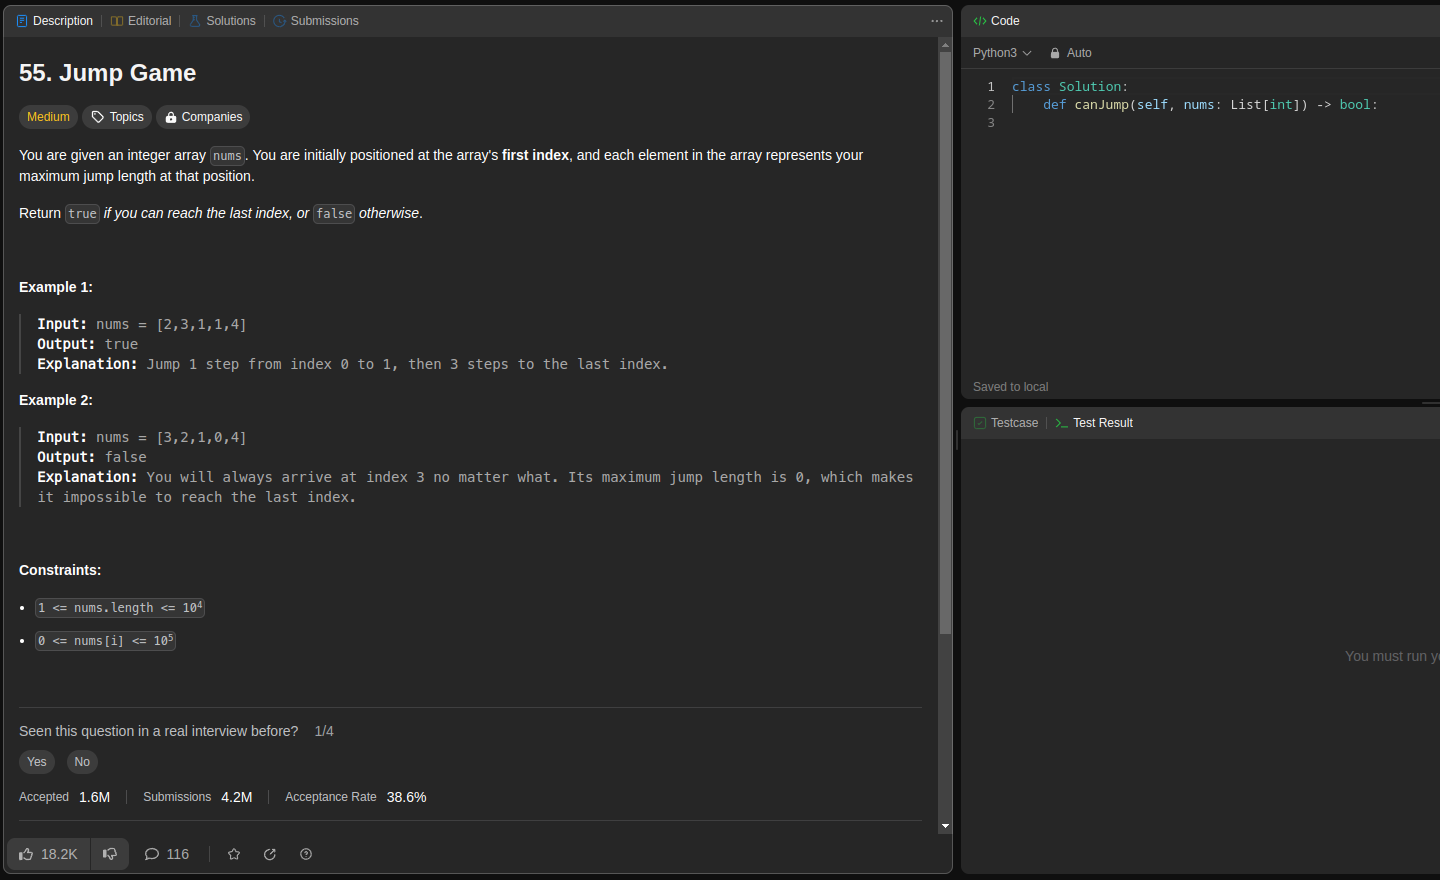 Description
Editorial
Solutions
Submissions
55. Jump Game
Medium
Topics
Companies
You are given an integer array nums. You are initially positioned at the array's first index, and each element in the array represents your
maximum jump length at that position.
Return true if you can reach the last index, or false otherwise.
Example 1:
Input: nums = [2,3,1,1,4]
Output: true
Explanation: Jump 1 step from index 0 to 1, then 3 steps to the last index.
Example 2:
Input: nums = [3,2,1,0,4]
Output: false
Explanation: You will always arrive at index 3 no matter what. Its maximum jump length is 0, which makes
it impossible to reach the last index.
Constraints:
• 1 <= nums.length <= 10⁴
• 0 <= nums[i] <= 10⁵
Seen this question in a real interview before? 1/4
Yes No
Accepted 1.6M Submissions 4.2M Acceptance Rate 38.6%
18.2K 116
</> Code
Python3 Auto
1 class Solution:
2 def canJump(self, nums: List[int]) -> bool:
3
Saved to local
Testcase
Test Result
You must run